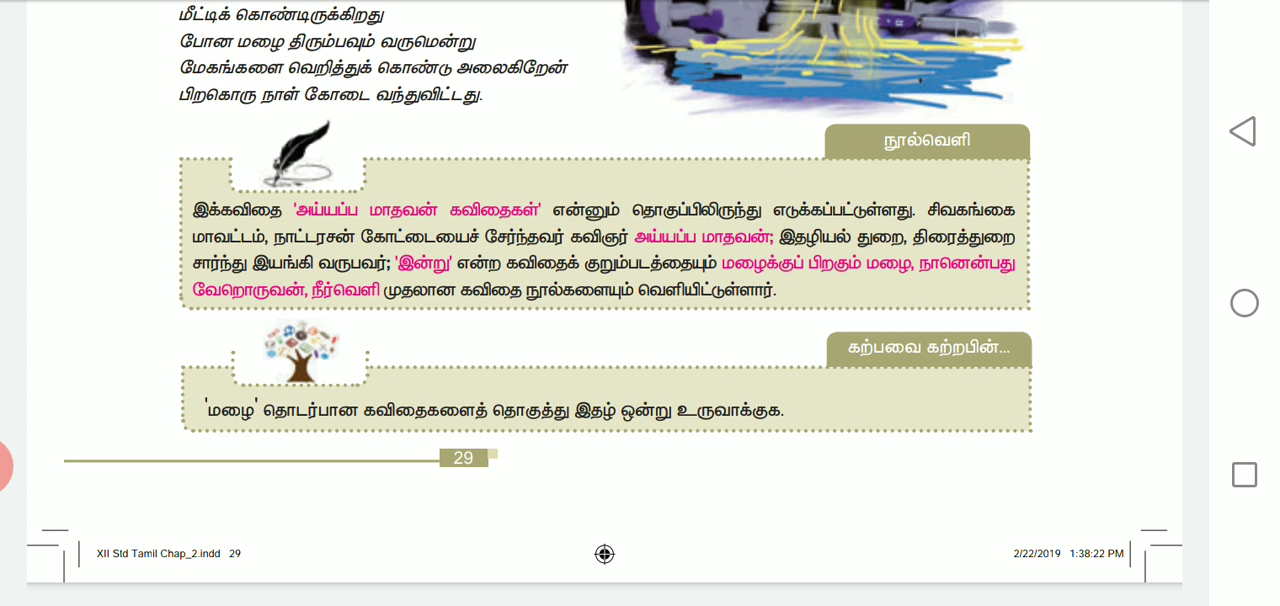 மீட்டிக் கொண்டிருக்கிறது
போன மழை திரும்பவும் வருமென்று
மேகங்களை வெறித்துக் கொண்டு அலைகிறேன்
பிறகொரு நாள் கோடை வந்துவிட்டது.
நூல்வெளி
இக்கவிதை 'அய்யப்ப மாதவன் கவிதைகள்' என்னும் தொகுப்பிலிருந்து எடுக்கப்பட்டுள்ளது. சிவகங்கை
மாவட்டம், நாட்டரசன் கோட்டையைச் சேர்ந்தவர் கவிஞர் அய்யப்ப மாதவன்; இதழியல் துறை, திரைத்துறை
சார்ந்து இயங்கி வருபவர்; 'இன்று' என்ற கவிதைக் குறும்படத்தையும் மழைக்குப் பிறகும் மழை, நானென்பது
வேறொருவன், நீர்வெளி முதலான கவிதை நூல்களையும் வெளியிட்டுள்ளார்.
கற்பவை கற்றபின்...
'மழை' தொடர்பான கவிதைகளைத் தொகுத்து இதழ் ஒன்று உருவாக்குக.
29
XII Std Tamil Chap_2.indd 29
2/22/2019 1:38:22 PM